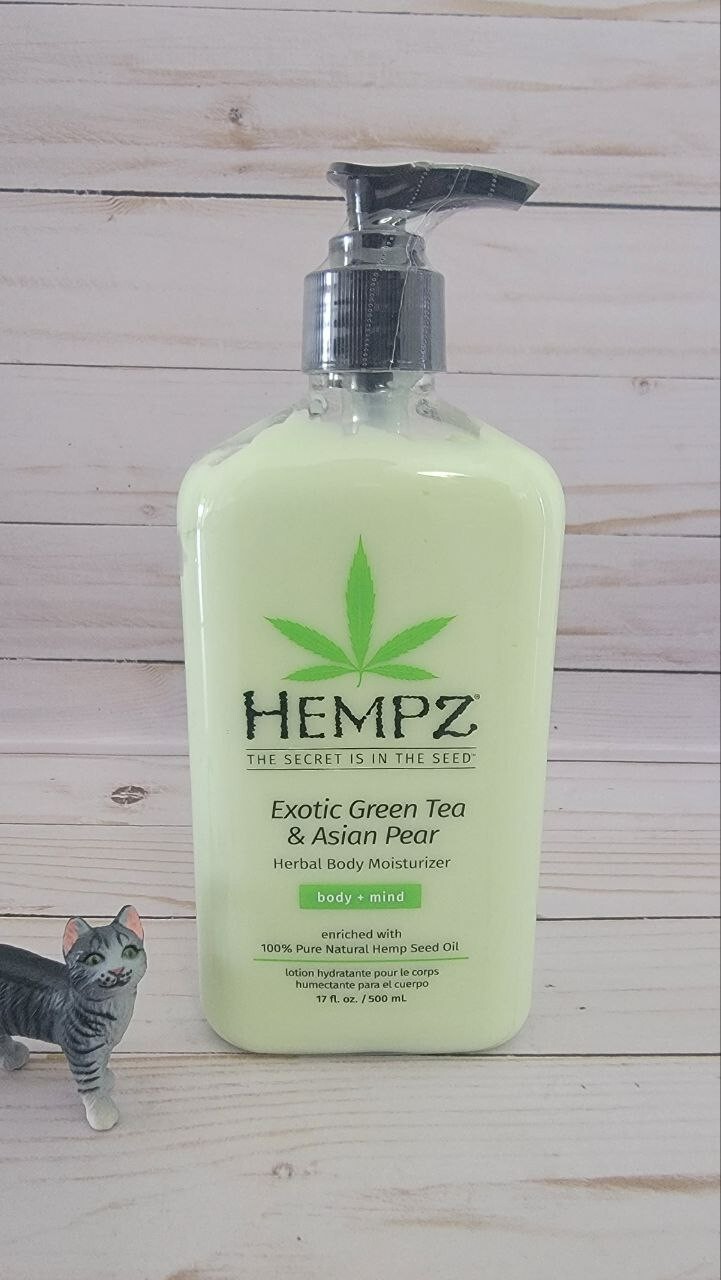 HEMPZ®
THE SECRET IS IN THE SEED™
Exotic Green Tea
& Asian Pear
Herbal Body Moisturizer
body + mind
enriched with
100% Pure Natural Hemp Seed Oil
lotion hydratante pour le corps
humectante para el cuerpo
17 fl. oz. / 500 mL